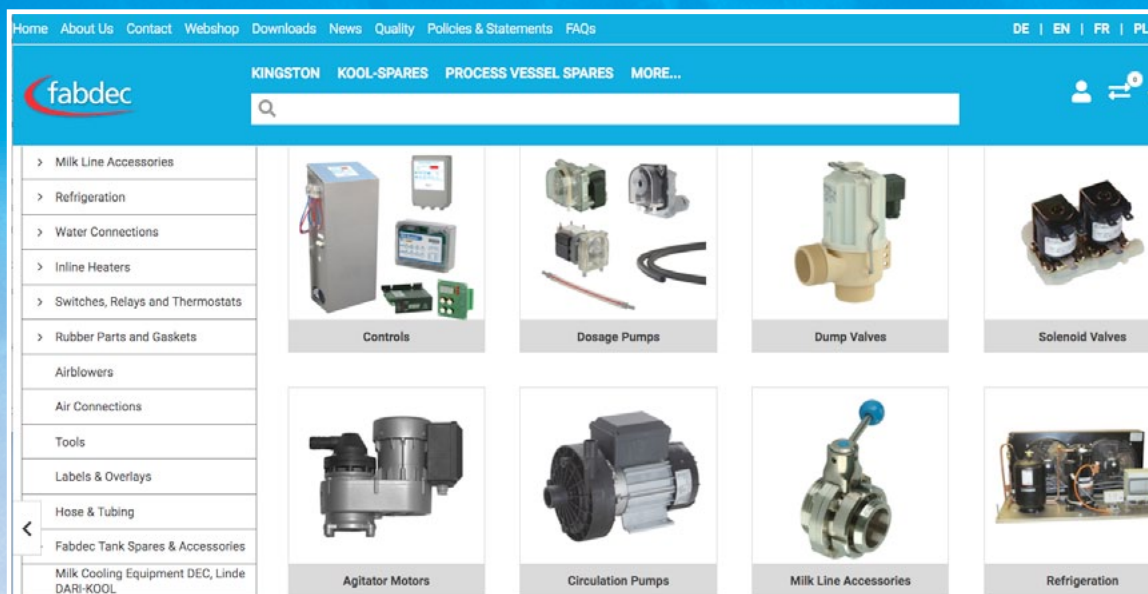 Home About Us Contact Webshop Downloads News Quality Policies & Statements FAQs
DE | EN | FR | PL
KINGSTON KOOL-SPARES PROCESS VESSEL SPARES MORE...
fabdec
0
> Milk Line Accessories
> Refrigeration
> Water Connections
> Inline Heaters
> Switches, Relays and Thermostats
> Rubber Parts and Gaskets
Airblowers
Air Connections
Tools
Labels & Overlays
Hose & Tubing
Fabdec Tank Spares & Accessories
Milk Cooling Equipment DEC, Linde
DARI-KOOL
Controls
Dosage Pumps
Dump Valves
Solenoid Valves
Agitator Motors
Circulation Pumps
Milk Line Accessories
Refrigeration